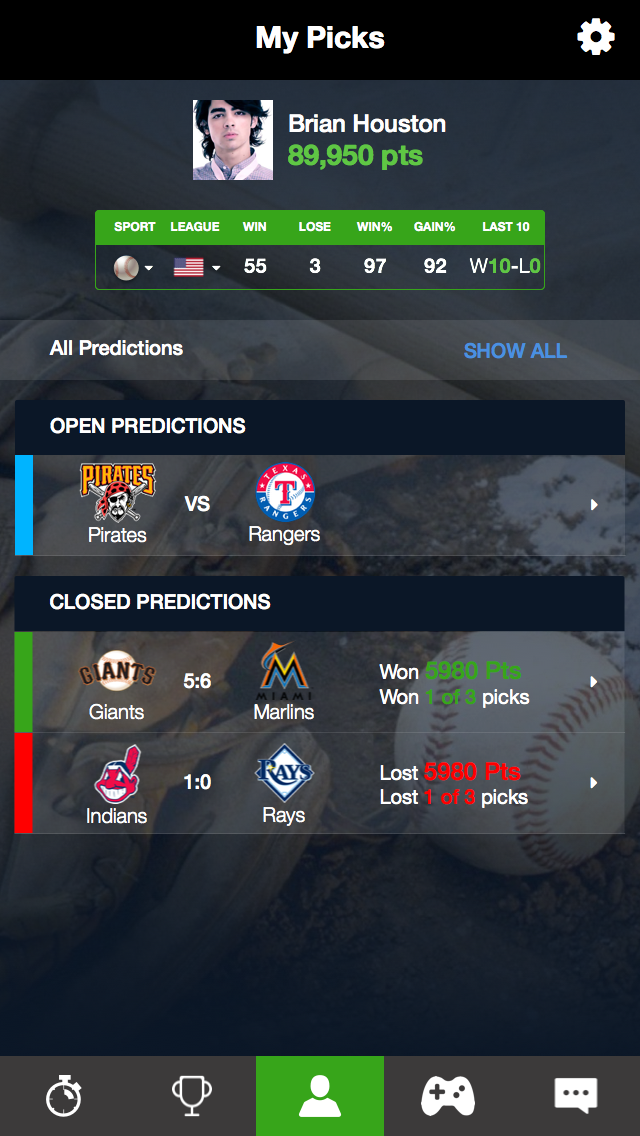 My Picks
Brian Houston
89,950 pts
SPORT LEAGUE WIN LOSE WIN% GAIN% LAST 10
55 3 97 92 W10-L0
All Predictions SHOW ALL
OPEN PREDICTIONS
PIRATES
TEXAS
T
RANGERS
VS
Pirates Rangers
CLOSED PREDICTIONS
GIANTS
MIAMI
5:6
Won 5980 Pts
Won 1 of 3 picks
Giants Marlins
RAYS
1:0
Lost 5980 Pts
Lost 1 of 3 picks
Indians Rays